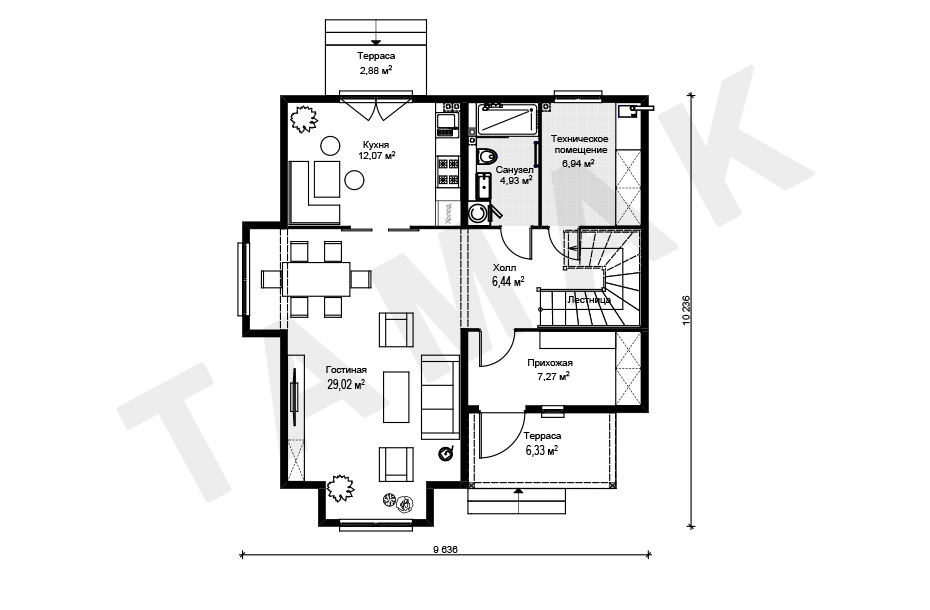 Терраса
2,88 м²
Кухня
12,07 м²
Холод.
Санузел
4,93 м²
Техническое
помещение
6,94 м²
Холл
6,44 м²
Лестница
Гостиная
29,02 м²
Прихожая
7,27 м²
Терраса
6,33 м²
10 236
9 636
TAMAK